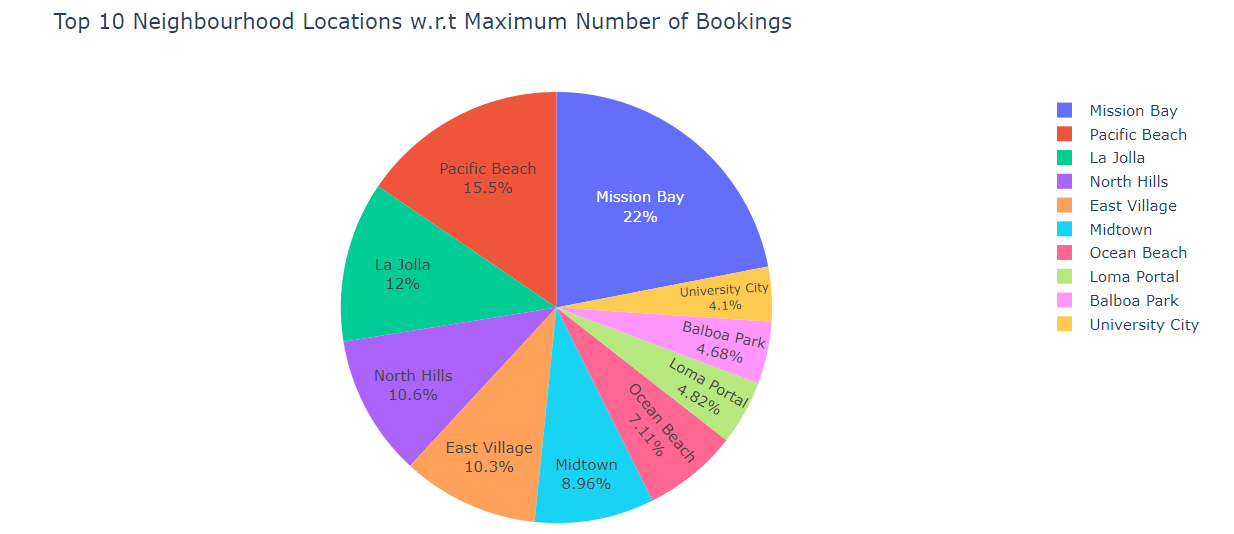 Top 10 Neighbourhood Locations w.r.t Maximum Number of Bookings
Mission Bay
22%
Pacific Beach
15.5%
La Jolla
12%
North Hills
10.6%
East Village
10.3%
Midtown
8.96%
Ocean Beach
7.11%
Loma Portal
4.82%
Balboa Park
4.68%
University City
4.1%
Mission Bay
Pacific Beach
La Jolla
North Hills
East Village
Midtown
Ocean Beach
Loma Portal
Balboa Park
University City